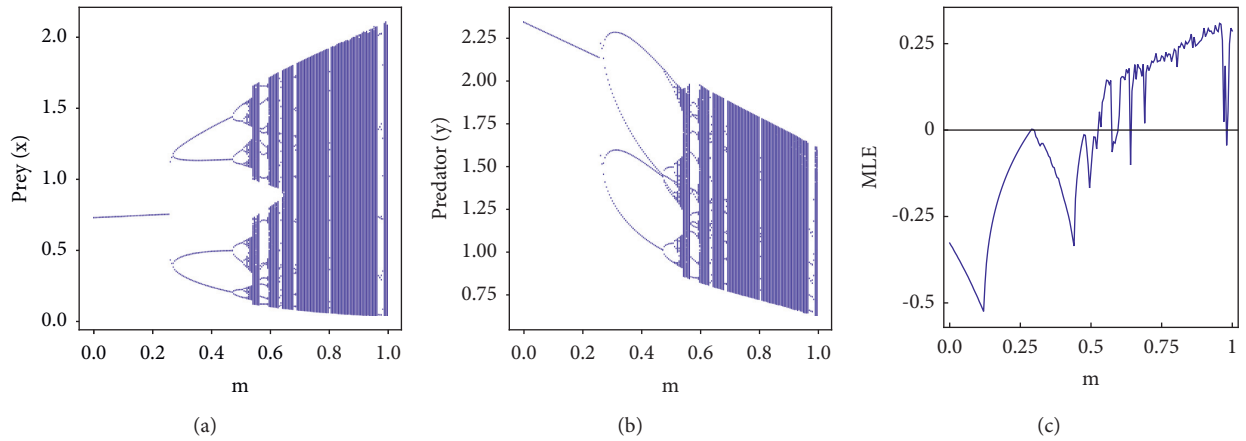 2.0
1.5
1.0
0.5
0.0
Prey (x)
0.0 0.2 0.4 0.6 0.8 1.0
m
(a)
2.25
2.00
1.75
1.50
1.25
1.00
0.75
Predator (y)
0.0 0.2 0.4 0.6 0.8 1.0
m
(b)
0.25
0
-0.25
-0.5
MLE
0.0 0.25 0.5 0.75 1
m
(c)